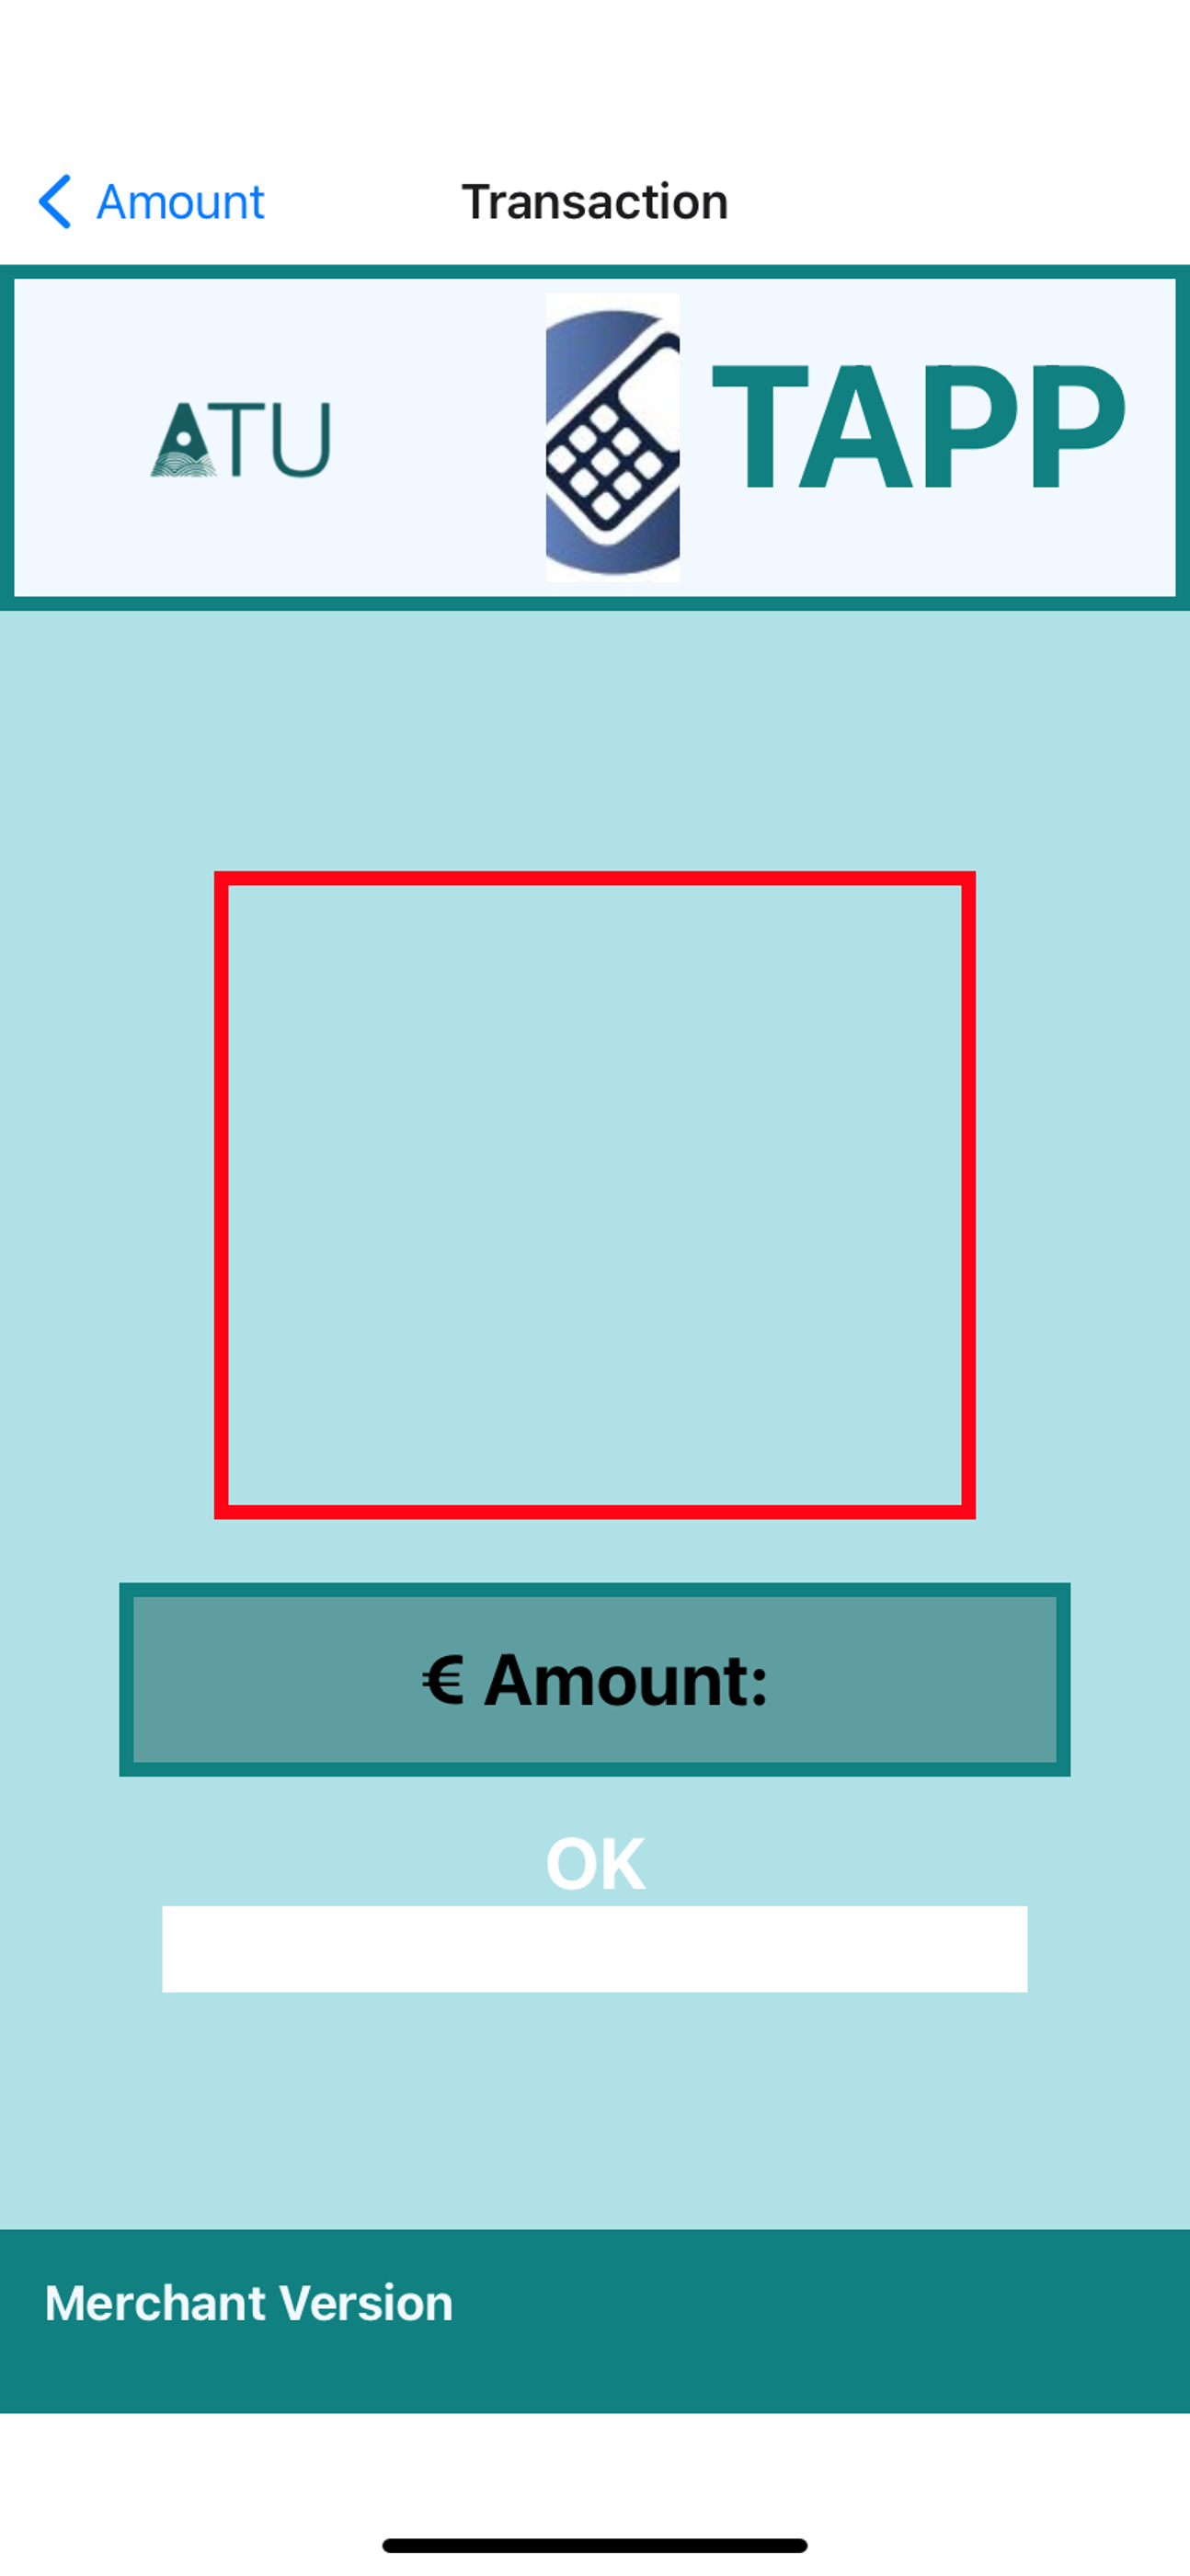 Amount
Transaction
ATU
TAPP
€ Amount:
OK
Merchant Version